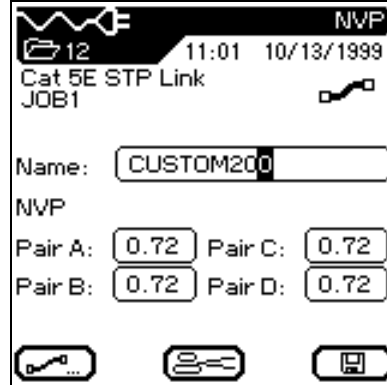 NVP
12 11:01 10/13/1999
Cat 5E STP Link
JOB1
Name: CUSTOM200
NVP
Pair A: 0.72 Pair C: 0.72
Pair B: 0.72 Pair D: 0.72
...